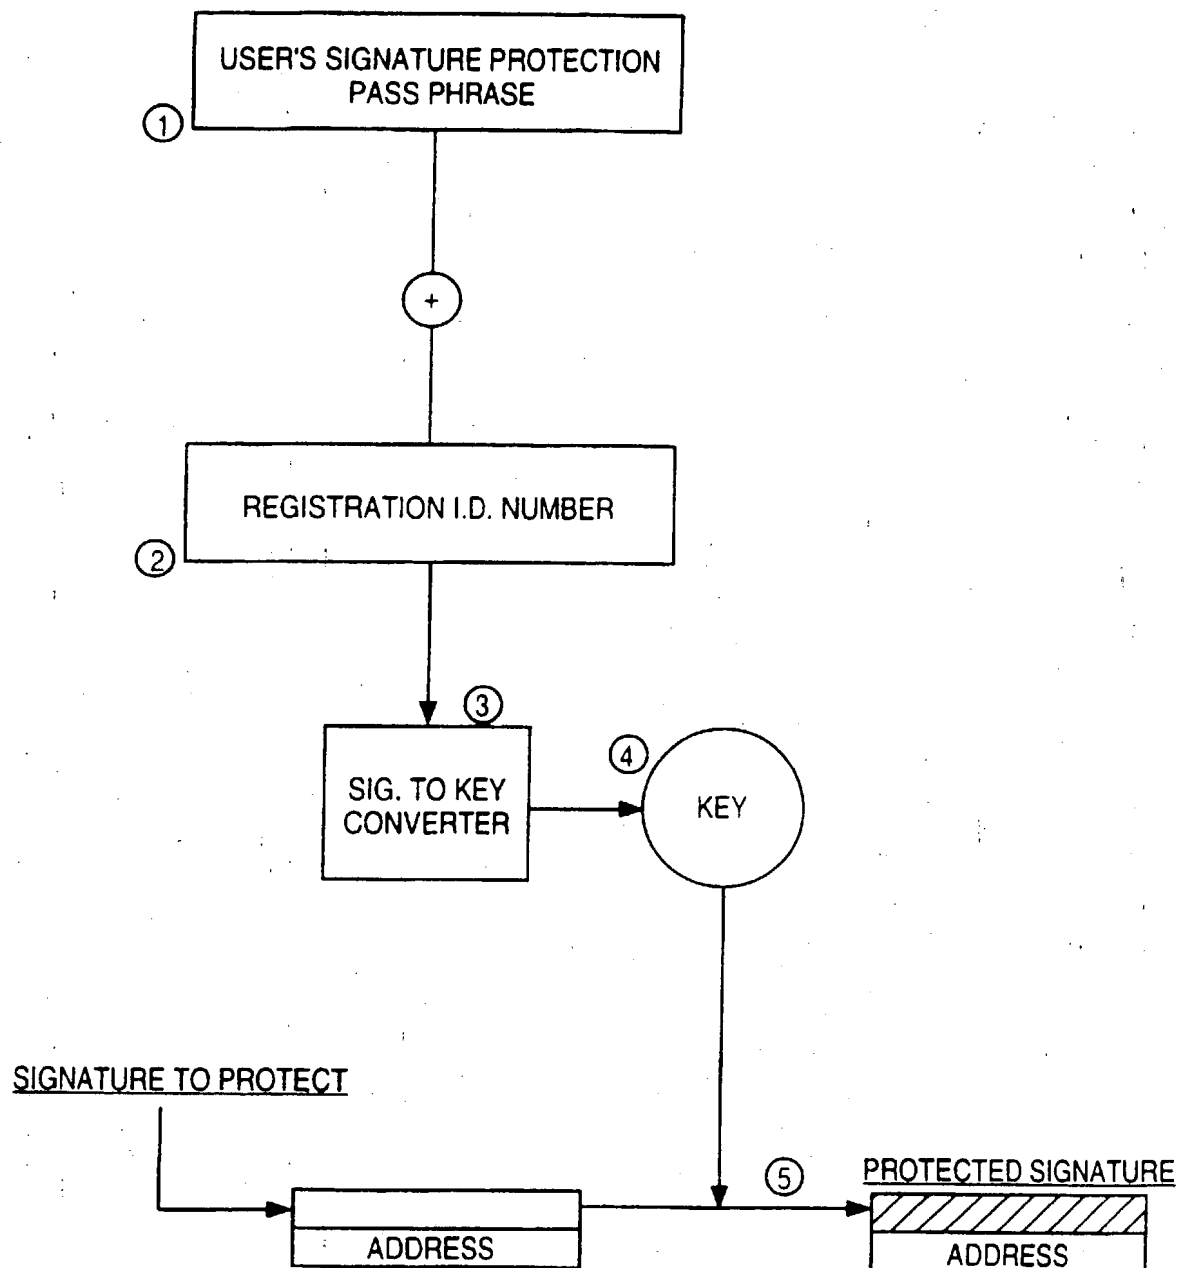 USER'S SIGNATURE PROTECTION
PASS PHRASE
1
+
REGISTRATION I.D. NUMBER
2
3
SIG. TO KEY
CONVERTER
4
KEY
SIGNATURE TO PROTECT
5
PROTECTED SIGNATURE
ADDRESS
ADDRESS